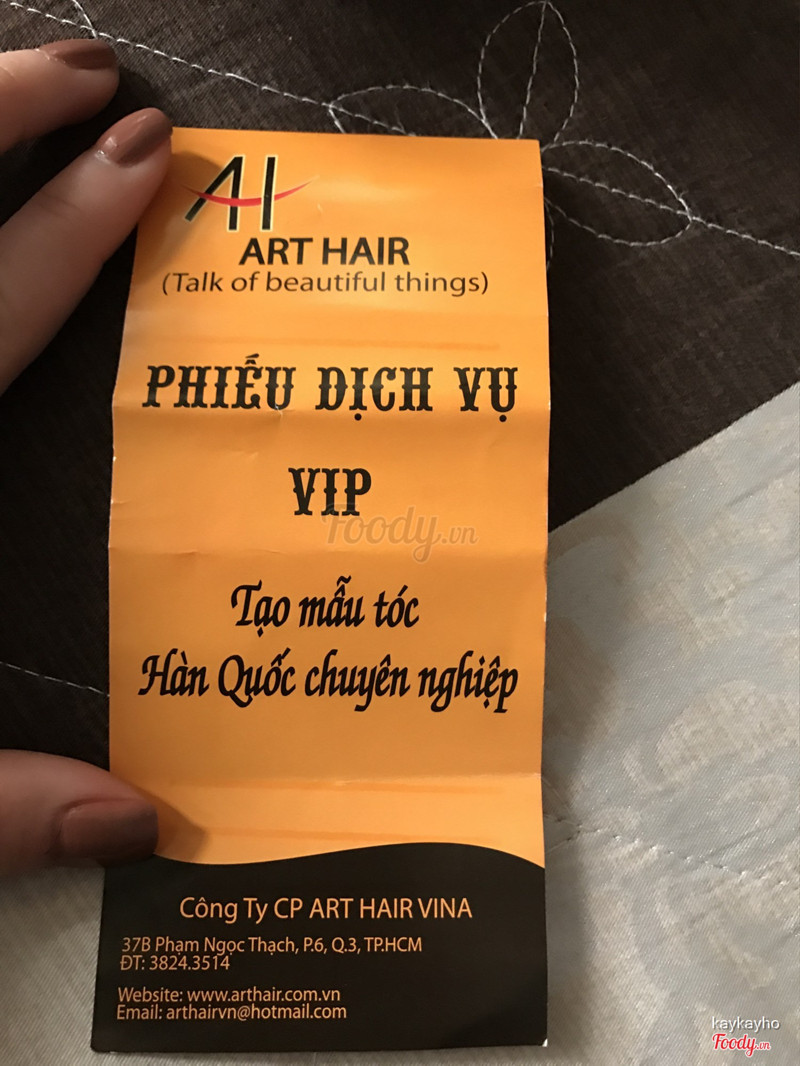 AH
ART HAIR
(Talk of beautiful things)
PHIẾU DỊCH VỤ
VIP
Foody.vn
Tạo mẫu tóc
Hàn Quốc chuyên nghiệp
Công Ty CP ART HAIR VINA
37B Phạm Ngọc Thạch, P.6, Q.3, TP.HCM
ĐT: 3824.3514
Website: www.arthair.com.vn
Email: arthairvn@hotmail.com
kaykayho
Foody.vn